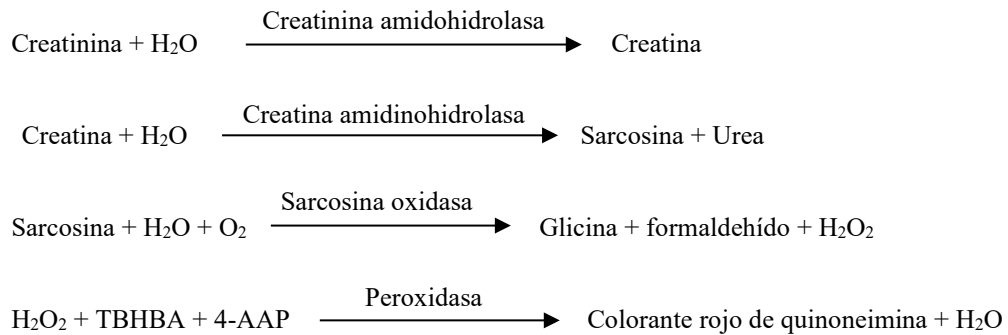 Creatinina amidohidrolasa
Creatinina + H₂O Creatina
Creatina amidinohidrolasa
Creatina + H₂O Sarcosina + Urea
Sarcosina oxidasa
Sarcosina + H₂O + O₂ Glicina + formaldehído + H₂O₂
Peroxidasa
H₂O₂ + TBHBA + 4-AAP Colorante rojo de quinoneimina + H₂O